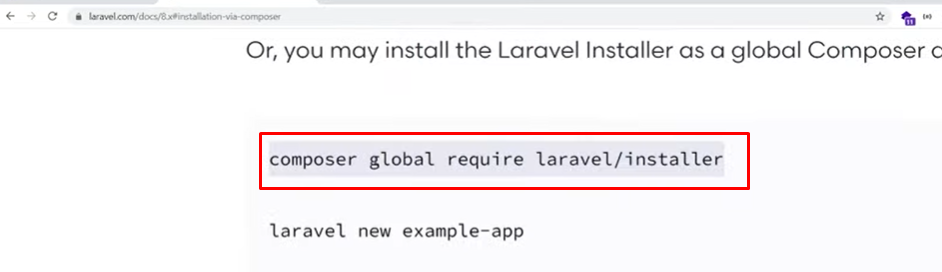 laravel.com/docs/8.x#installation-via-composer
11
Or, you may install the Laravel Installer as a global Composer
composer global require laravel/installer
laravel new example-app